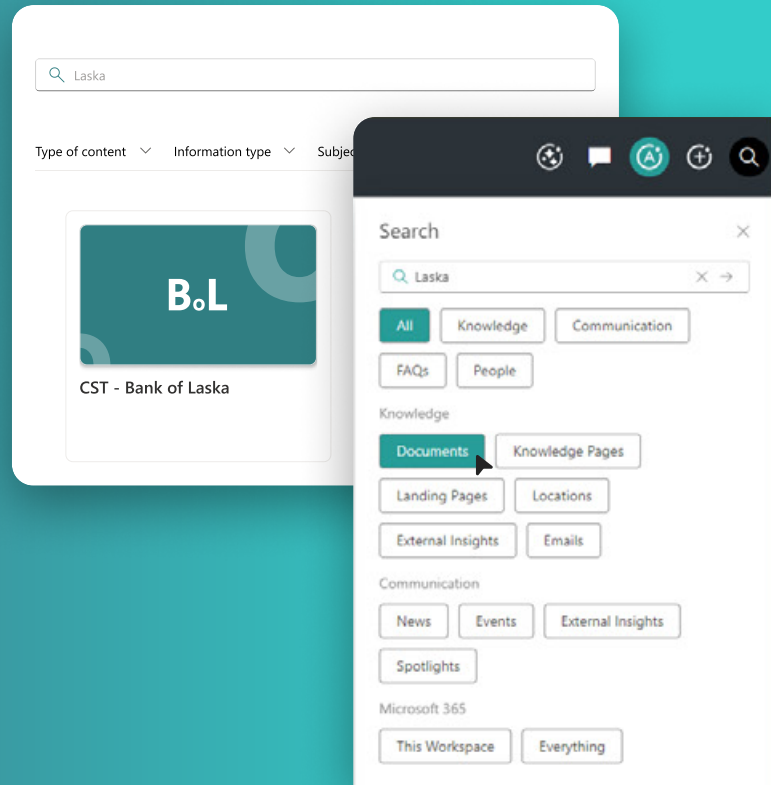 Laska
Type of content Information type Subjec
BoL
CST - Bank of Laska
A
Search
Laska
All Knowledge Communication
FAQs People
Knowledge
Documents Knowledge Pages
Landing Pages Locations
External Insights Emails
Communication
News Events External Insights
Spotlights
Microsoft 365
This Workspace Everything